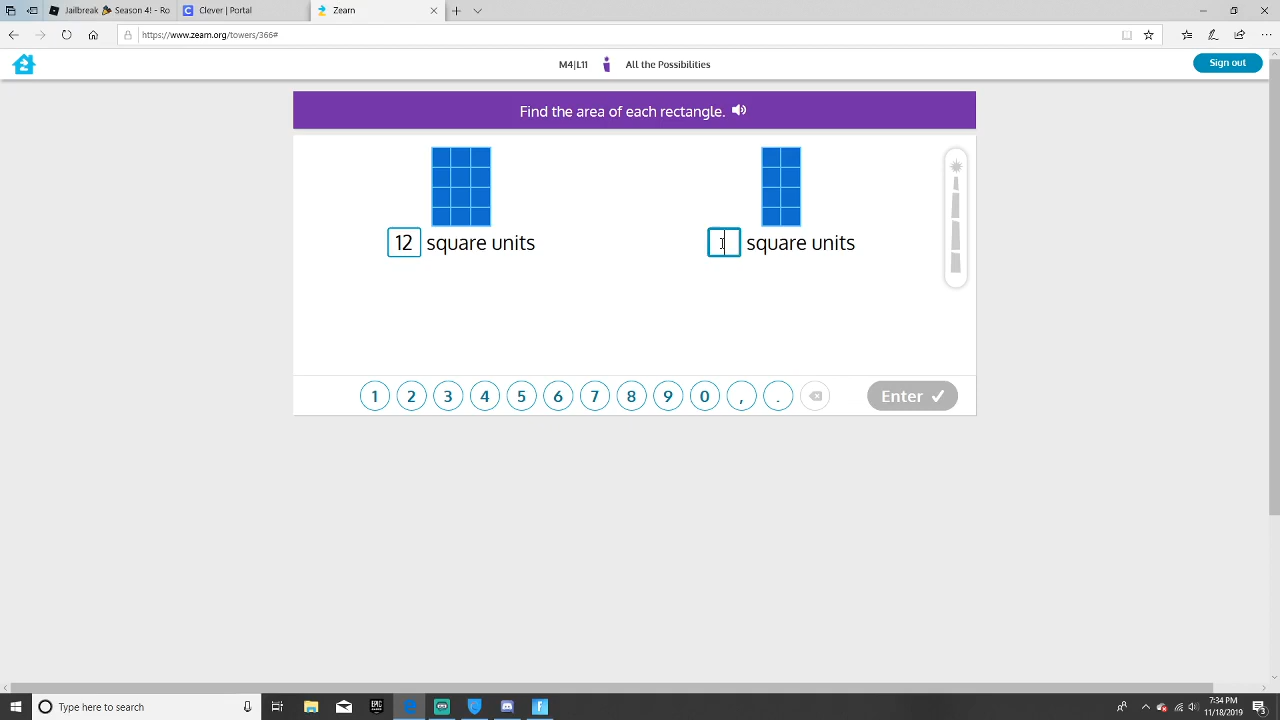 Jailbreak 🎉 Season 4! - Ro
Clever | Portal
Zearn
https://www.zearn.org/towers/366#
M4|L11 All the Possibilities
Sign out
Find the area of each rectangle.
12 square units
square units
1 2 3 4 5 6 7 8 9 0 , .
Enter ✓
Type here to search
7:34 PM
11/18/2019